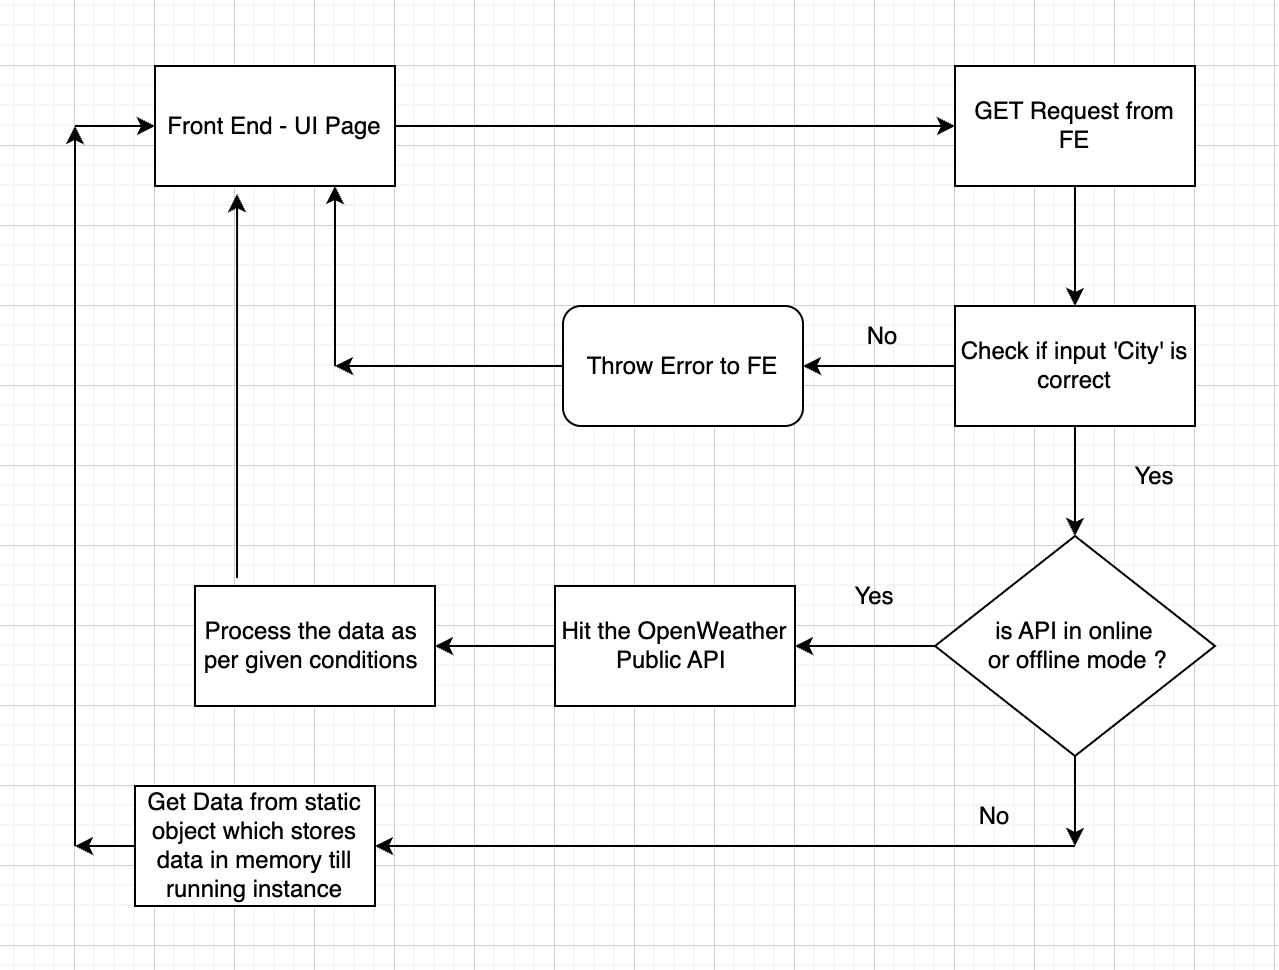 Front End - UI Page
GET Request from
FE
No
Throw Error to FE
Check if input 'City' is
correct
Yes
Yes
is API in online
or offline mode ?
Hit the OpenWeather
Public API
Process the data as
per given conditions
No
Get Data from static
object which stores
data in memory till
running instance